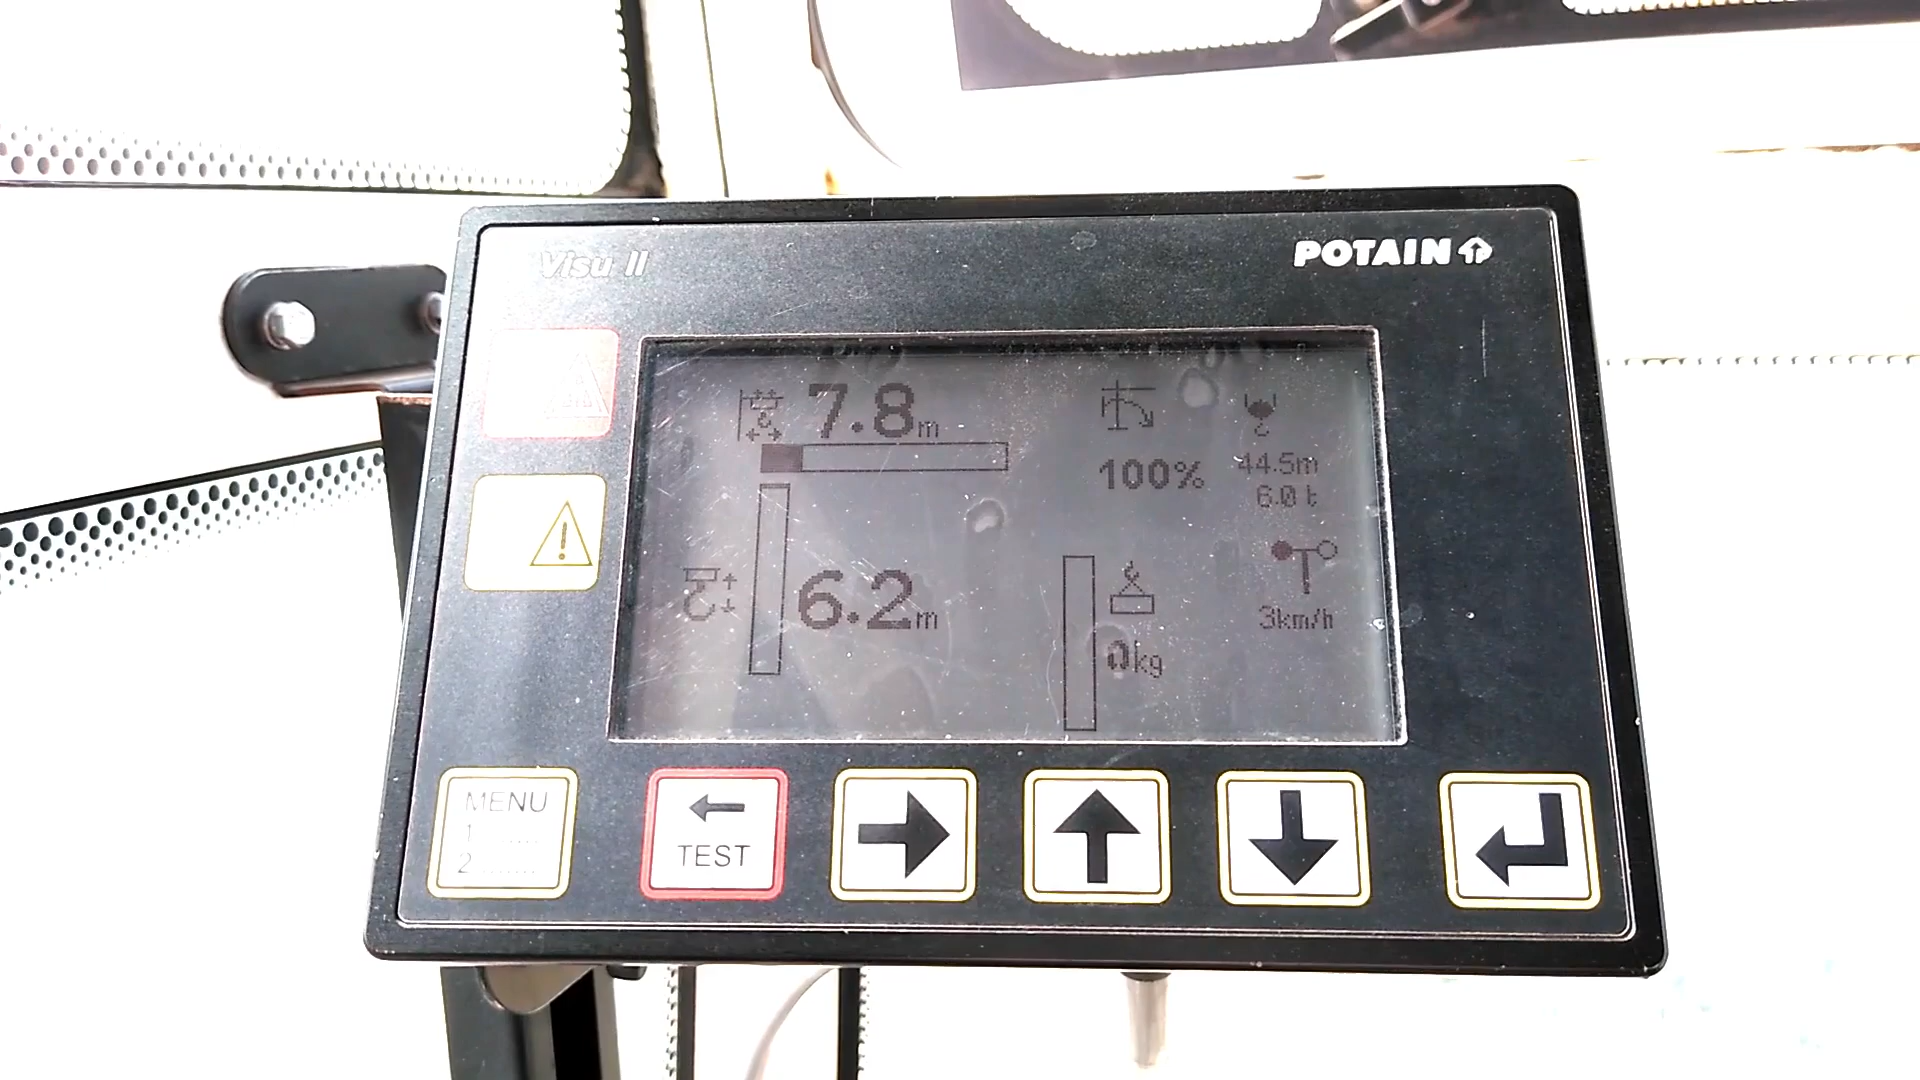 Visu II
POTAIN
7.8m
100%
44.5m
6.0 t
6.2m
3km/h
0kg
MENU
1 ......
2 ........
TEST